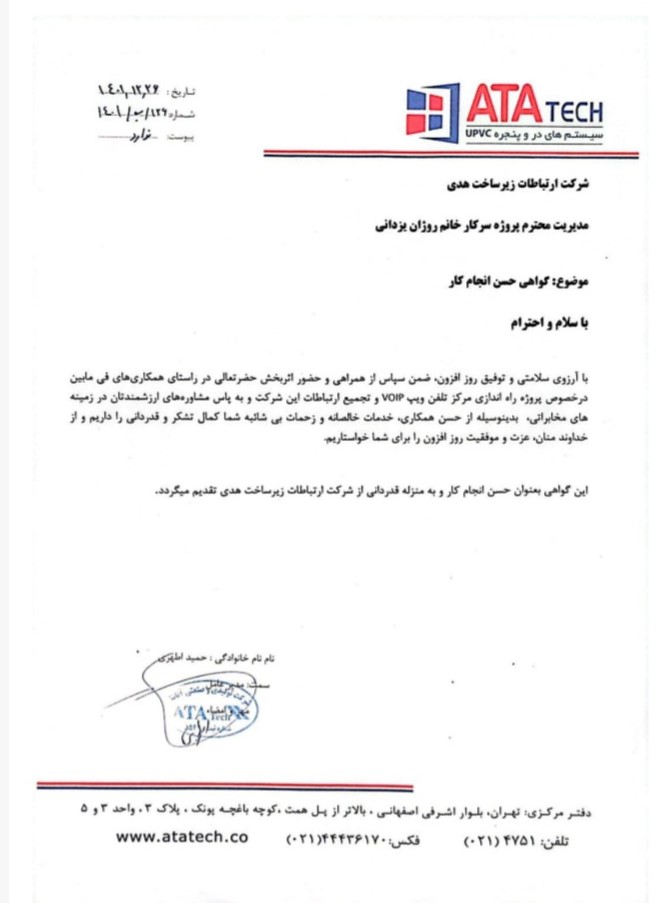 تاریخ: ۱۴۰۱,۱۲,۲۶
شماره:
پیوست: ندارد
ATA TECH
سیستم های در و پنجره UPVC
شرکت ارتباطات زیرساخت هدی
مدیریت محترم پروژه سرکار خانم روژان یزدانی
موضوع: گواهی حسن انجام کار
با سلام و احترام
با آرزوی سلامتی و توفیق روز افزون، ضمن سپاس از همراهی و حضور اثربخش حضرتعالی در راستای همکاری‌های فی مابین
درخصوص پروژه راه اندازی مرکز تلفن ویپ VOIP و تجمیع ارتباطات این شرکت و به پاس مشاوره‌های ارزشمندتان در زمینه
های مخابراتی، بدینوسیله از حسن همکاری، خدمات خالصانه و زحمات بی شائبه شما کمال تشکر و قدردانی را داریم و از
خداوند منان، عزت و موفقیت روز افزون را برای شما خواستاریم.
این گواهی بعنوان حسن انجام کار و به منزله قدردانی از شرکت ارتباطات زیرساخت هدی تقدیم میگردد.
نام نام خانوادگی : حمید اطهری
سمت: مدیر عامل
ATA Tech
دفتر مرکزی: تهران، بلوار اشرفی اصفهانی ، بالاتر از پل همت ،کوچه باغچه پونک ، پلاک ۳ ، واحد ۳ و ۵
تلفن: ۴۷۵۱ (۰۲۱) فکس: ۴۴۴۳۶۱۷۰(۰۲۱) www.atatech.co